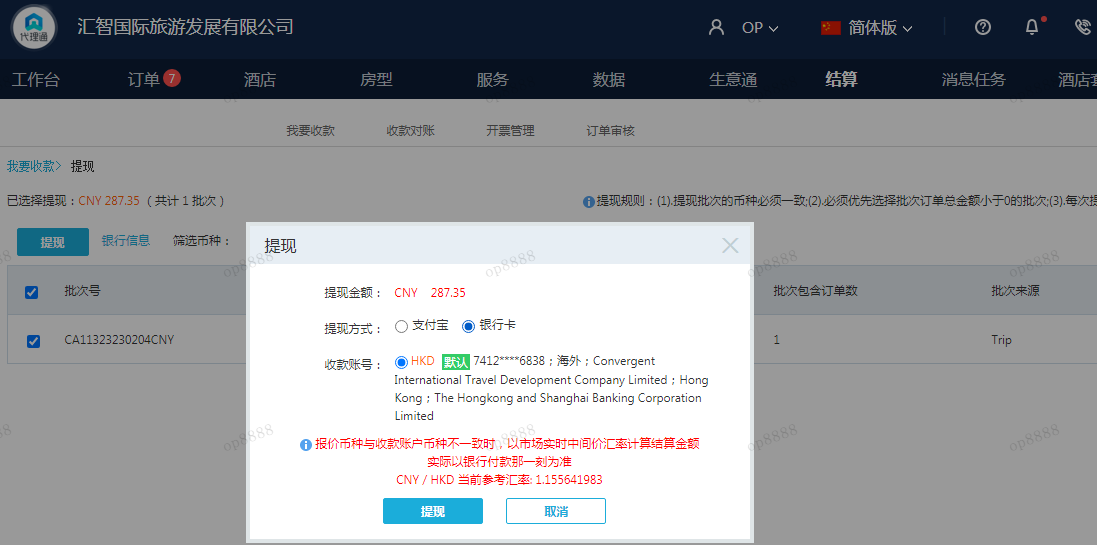 代理通
汇智国际旅游发展有限公司
OP
简体版
工作台
订单 7
酒店
房型
服务
数据
生意通
结算
消息任务
酒店套
我要收款
收款对账
开票管理
订单审核
我要收款> 提现
已选择提现：CNY 287.35（共计 1 批次）
提现规则：(1).提现批次的币种必须一致;(2).必须优先选择批次订单总金额小于0的批次;(3).每次提
提现
银行信息
筛选币种：
批次号
批次包含订单数
批次来源
CA11323230204CNY
1
Trip
提现
提现金额： CNY 287.35
提现方式： 支付宝 银行卡
收款账号： HKD 默认 7412****6838；海外；Convergent
International Travel Development Company Limited；Hong
Kong；The Hongkong and Shanghai Banking Corporation
Limited
报价币种与收款账户币种不一致时，以市场实时中间价汇率计算结算金额
实际以银行付款那一刻为准
CNY / HKD 当前参考汇率: 1.155641983
提现
取消
op8888
op8888
op8888
op8888
op8888
op8888
op8888
op8888
op8888
op8888
op8888